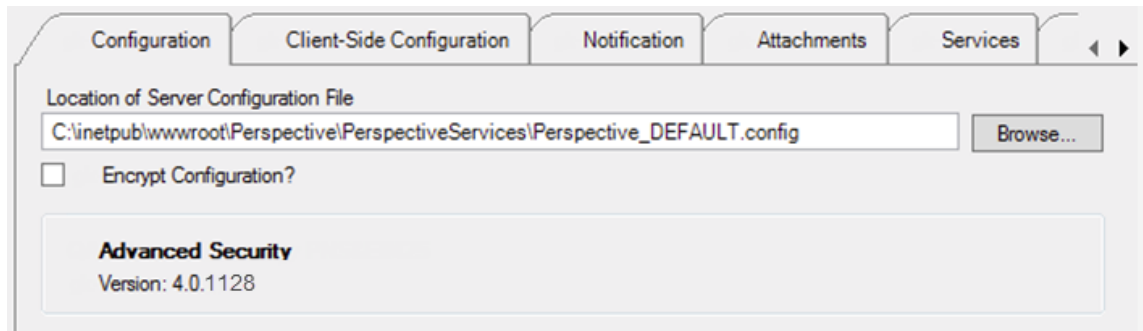 Configuration Client-Side Configuration Notification Attachments Services
Location of Server Configuration File
C:\inetpub\wwwroot\Perspective\PerspectiveServices\Perspective_DEFAULT.config Browse...
Encrypt Configuration?
Advanced Security
Version: 4.0.1128